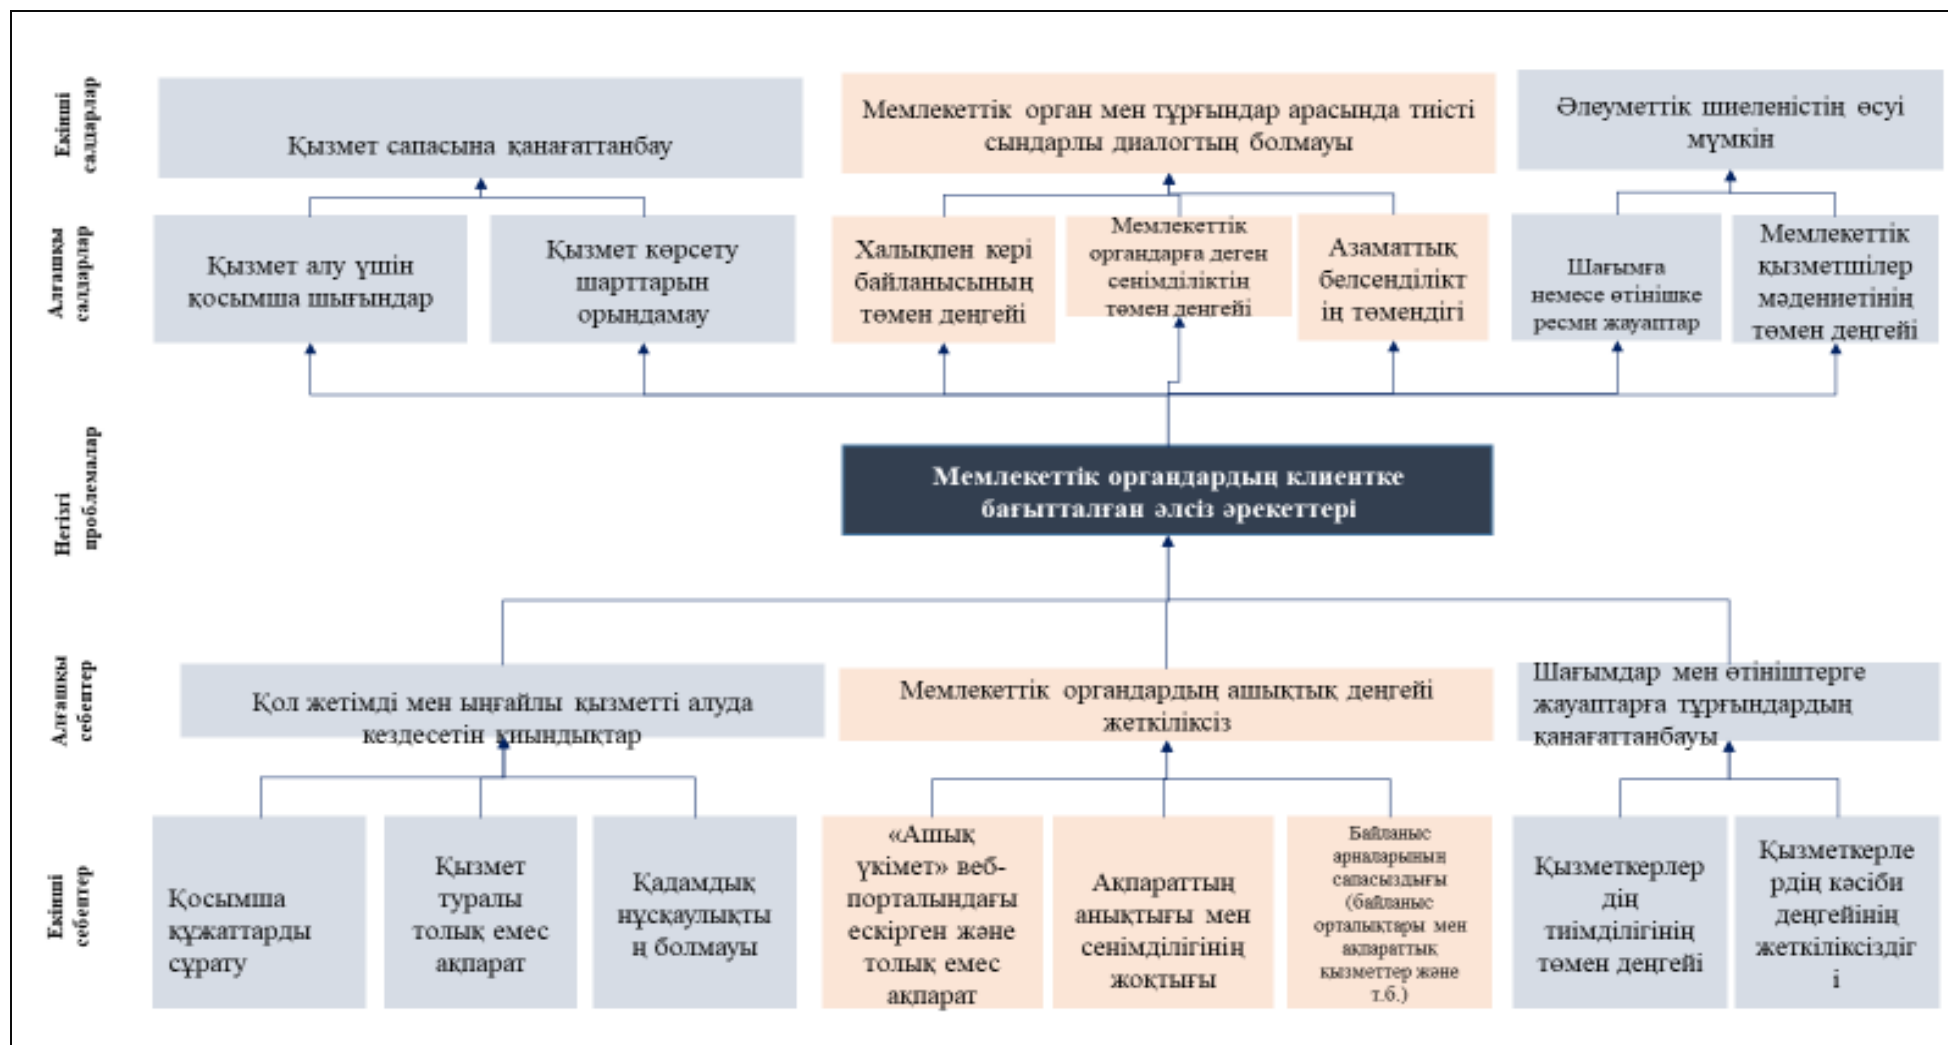 Екінші
салдарлар
Қызмет сапасына қанағаттанбау
Мемлекеттік орган мен тұрғындар арасында тиісті
сындарлы диалогтың болмауы
Әлеуметтік шиеленістің өсуі
мүмкін
Алғашқы
салдарлар
Қызмет алу үшін
қосымша шығындар
Қызмет көрсету
шарттарын
орындамау
Халықпен кері
байланысының
төмен деңгейі
Мемлекеттік
органдарға деген
сенімділіктін
төмен денгейі
Азаматтық
белсенділікт
ің төмендігі
Шағымға
немесе өтінішке
ресми жауаптар
Мемлекеттік
қызметшілер
мәдениетінің
төмен деңгейі
Негізгі
проблемалар
Мемлекеттік органдардың клиентке
бағытталған әлсіз әрекеттері
Алғашқы
себептер
Қол жетімді мен ыңғайлы қызметті алуда
кездесетін қиындықтар
Мемлекеттік органдардың ашықтық деңгейі
жеткіліксіз
Шағымдар мен өтініштерге
жауаптарға тұрғындардың
қанағаттанбауы
Екінші
себептер
Қосымша
құжаттарды
сұрату
Қызмет
туралы
толық емес
ақпарат
Қадамдық
нұсқаулықты
ң болмауы
«Ашық
үкімет» веб-
порталындағы
ескірген және
толық емес
ақпарат
Ақпараттың
анықтығы мен
сенімділігінің
жоқтығы
Байланыс
арналарының
сапасыздығы
(байланыс
орталықтары мен
ақпараттық
қызметтер және
т.б.)
Қызметкерлер
дің
тиімділігінің
төмен деңгейі
Қызметкерле
рдің кәсіби
деңгейінің
жеткіліксіздіг
і